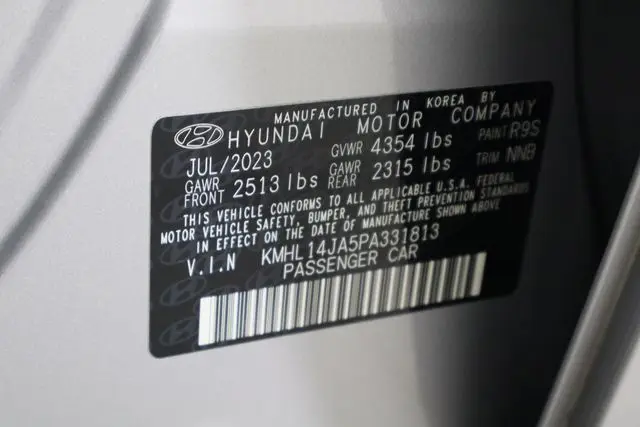 MANUFACTURED IN KOREA BY
HYUNDAI MOTOR COMPANY
JUL/2023 GVWR 4354 lbs PAINT R9S
GAWR FRONT 2513 lbs GAWR REAR 2315 lbs TRIM NNB
THIS VEHICLE CONFORMS TO ALL APPLICABLE U.S.A. FEDERAL
MOTOR VEHICLE SAFETY, BUMPER, AND THEFT PREVENTION STANDARDS
IN EFFECT ON THE DATE OF MANUFACTURE SHOWN ABOVE
V.I.N KMHL14JA5PA331813
PASSENGER CAR